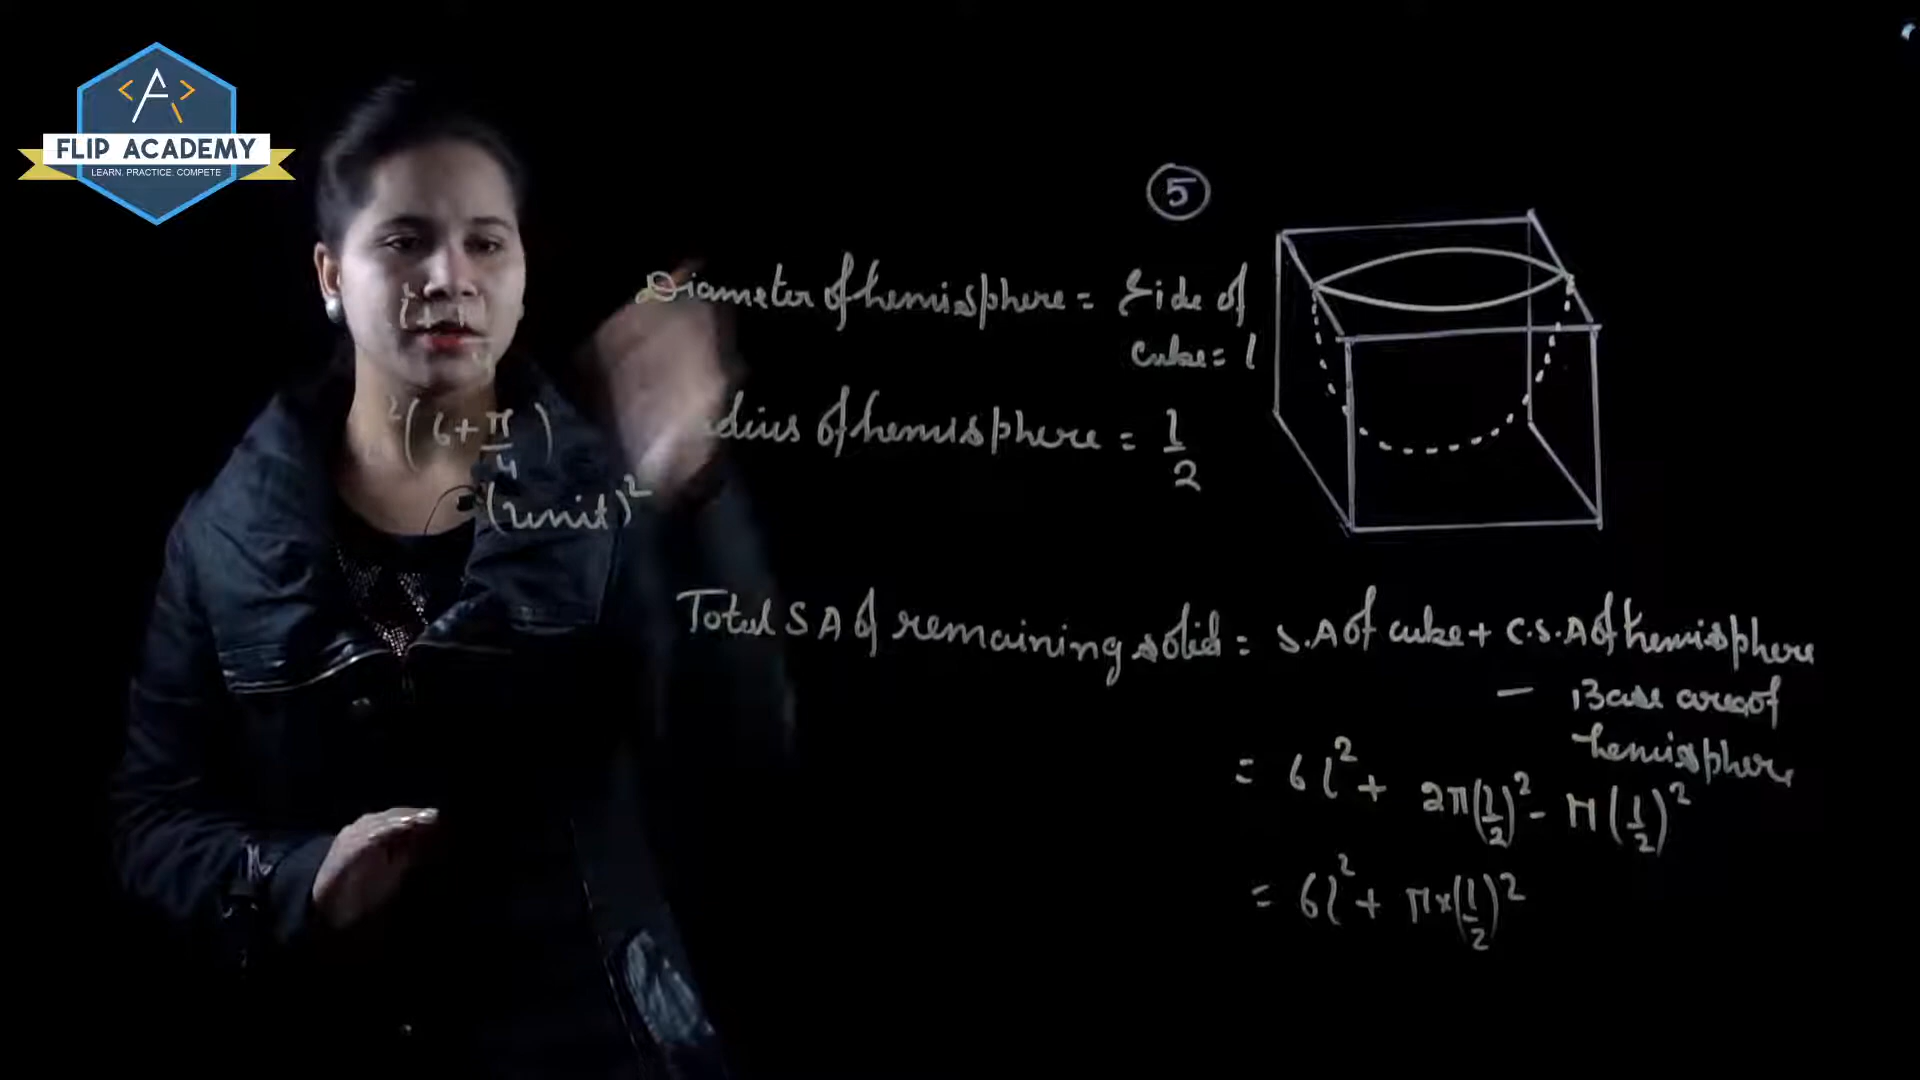 FLIP ACADEMY
LEARN. PRACTICE. COMPETE
5
Diameter of hemisphere = Side of
cube = l
dius of hemisphere = l/2
²(6+π/4)
(unit)²
Total SA of remaining solid = S.A of cube + C.S.A of hemisphere
— Base area of
hemisphere
= 6l² + 2π(l/2)² - π(l/2)²
= 6l² + π×(l/2)²